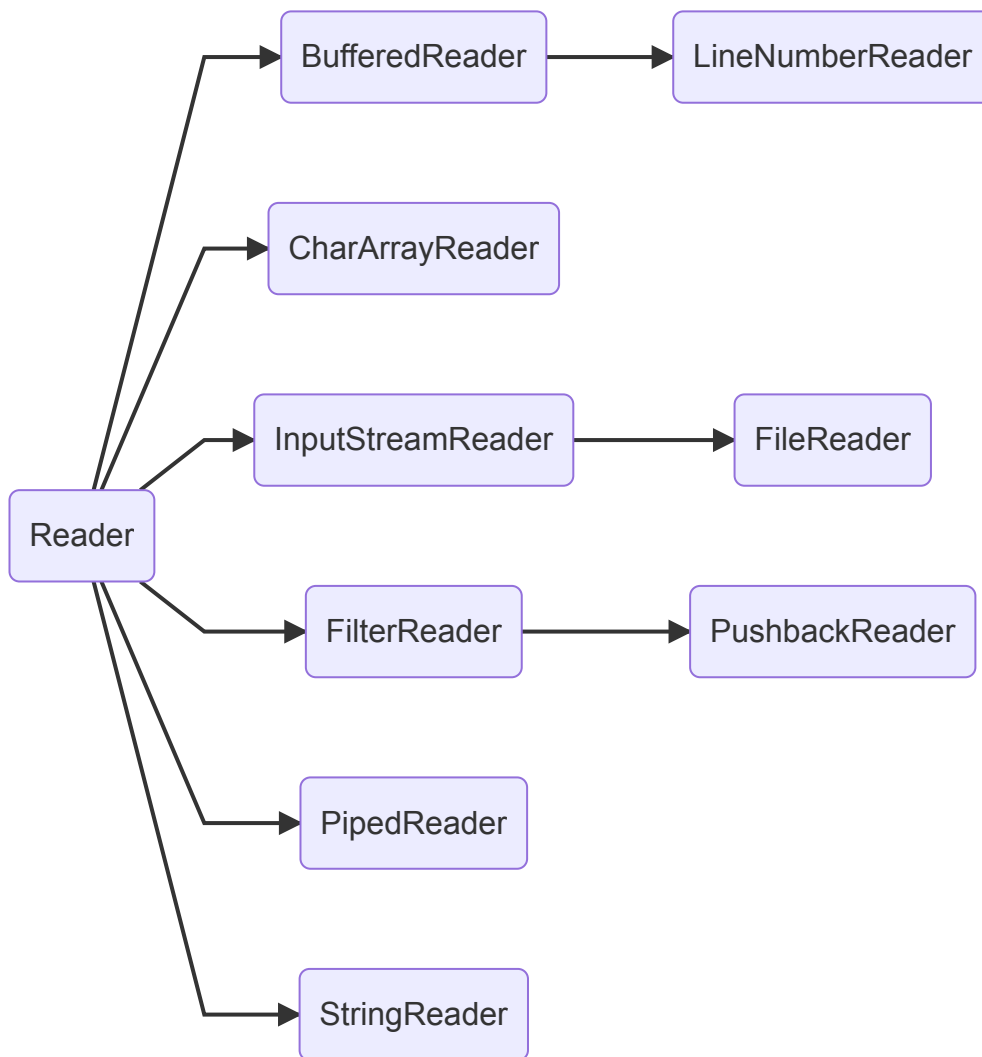 BufferedReader
LineNumberReader
CharArrayReader
InputStreamReader
FileReader
Reader
FilterReader
PushbackReader
PipedReader
StringReader